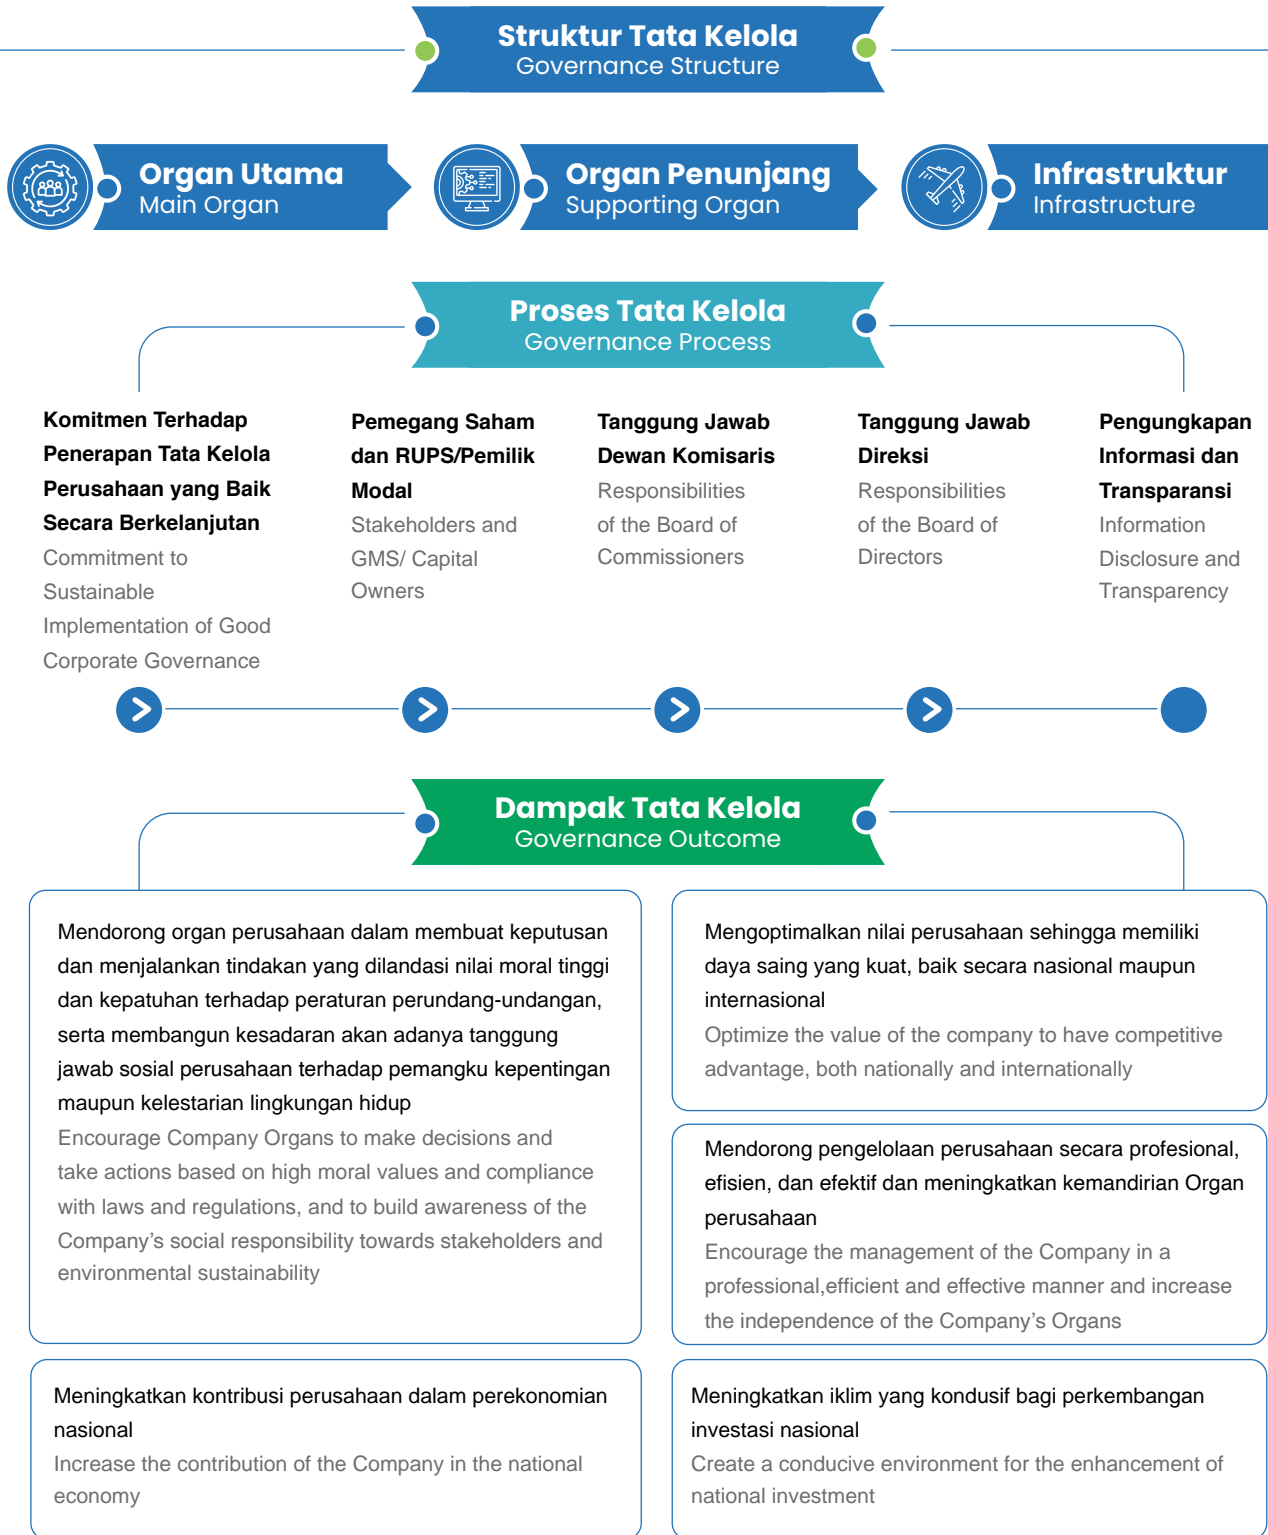 Struktur Tata Kelola
Governance Structure
Organ Utama
Main Organ
Organ Penunjang
Supporting Organ
Infrastruktur
Infrastructure
Proses Tata Kelola
Governance Process
Komitmen Terhadap
Penerapan Tata Kelola
Perusahaan yang Baik
Secara Berkelanjutan
Commitment to
Sustainable
Implementation of Good
Corporate Governance
Pemegang Saham
dan RUPS/Pemilik
Modal
Stakeholders and
GMS/ Capital
Owners
Tanggung Jawab
Dewan Komisaris
Responsibilities
of the Board of
Commissioners
Tanggung Jawab
Direksi
Responsibilities
of the Board of
Directors
Pengungkapan
Informasi dan
Transparansi
Information
Disclosure and
Transparency
Dampak Tata Kelola
Governance Outcome
Mendorong organ perusahaan dalam membuat keputusan
dan menjalankan tindakan yang dilandasi nilai moral tinggi
dan kepatuhan terhadap peraturan perundang-undangan,
serta membangun kesadaran akan adanya tanggung
jawab sosial perusahaan terhadap pemangku kepentingan
maupun kelestarian lingkungan hidup
Encourage Company Organs to make decisions and
take actions based on high moral values and compliance
with laws and regulations, and to build awareness of the
Company’s social responsibility towards stakeholders and
environmental sustainability
Mengoptimalkan nilai perusahaan sehingga memiliki
daya saing yang kuat, baik secara nasional maupun
internasional
Optimize the value of the company to have competitive
advantage, both nationally and internationally
Mendorong pengelolaan perusahaan secara profesional,
efisien, dan efektif dan meningkatkan kemandirian Organ
perusahaan
Encourage the management of the Company in a
professional,efficient and effective manner and increase
the independence of the Company’s Organs
Meningkatkan kontribusi perusahaan dalam perekonomian
nasional
Increase the contribution of the Company in the national
economy
Meningkatkan iklim yang kondusif bagi perkembangan
investasi nasional
Create a conducive environment for the enhancement of
national investment